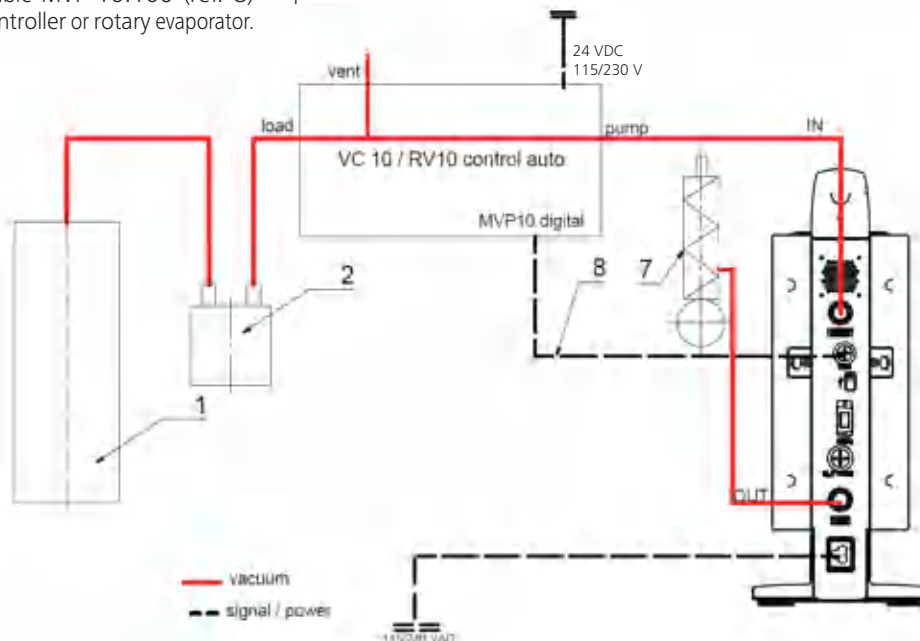 ntroller or rotary evaporator.
24 VDC
115/230 V
vent
load
pump
IN
VC 10 / RV10 control auto
MVP10 digital
2
8
7
1
OUT
vacuum
signal / power